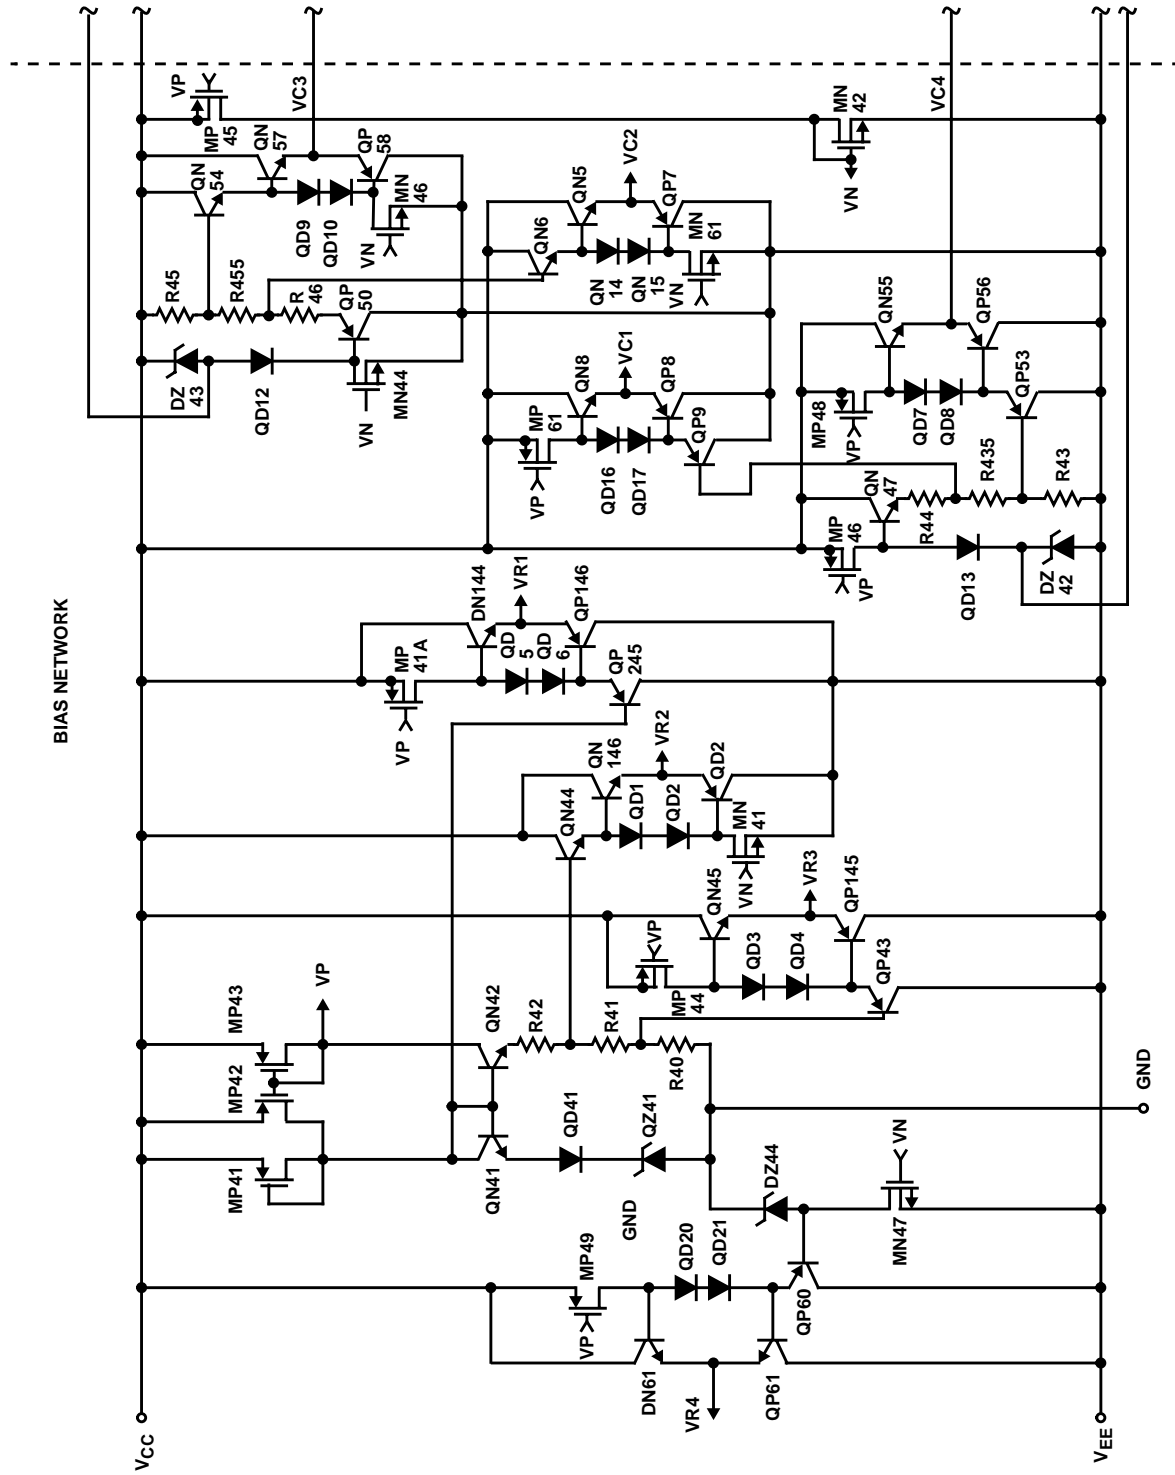 BIAS NETWORK
VCC
VR4
DN61
QP61
VP
MP49
QD20
QD21
QP60
GND
DZ44
MN47
VN
MP41
MP42
MP43
VP
QN41
QN42
QD41
QZ41
R42
R41
R40
GND
VP
MP
44
QN45
QD3
QD4
VR3
QP145
QP43
QN44
QN
146
QD1
QD2
VR2
QD2
MN
41
VN
VP
MP
41A
DN144
QD
5
QD
6
VR1
QP146
QP
245
VP
MP
61
QN8
QD16
QD17
VC1
QP8
QP9
QN6
QN5
QN
14
QN
15
VC2
QP7
MN
61
VN
VP
MP
46
QN
47
QD13
DZ
42
R44
R435
R43
MP48
VP
QN55
QD7
QD8
QP56
QP53
VC4
DZ
43
QD12
VN
MN44
R45
R455
R
46
QP
50
QN
54
QN
57
QD9
QD10
VN
QP
58
MN
46
VC3
VP
MP
45
MN
42
VN
VEE